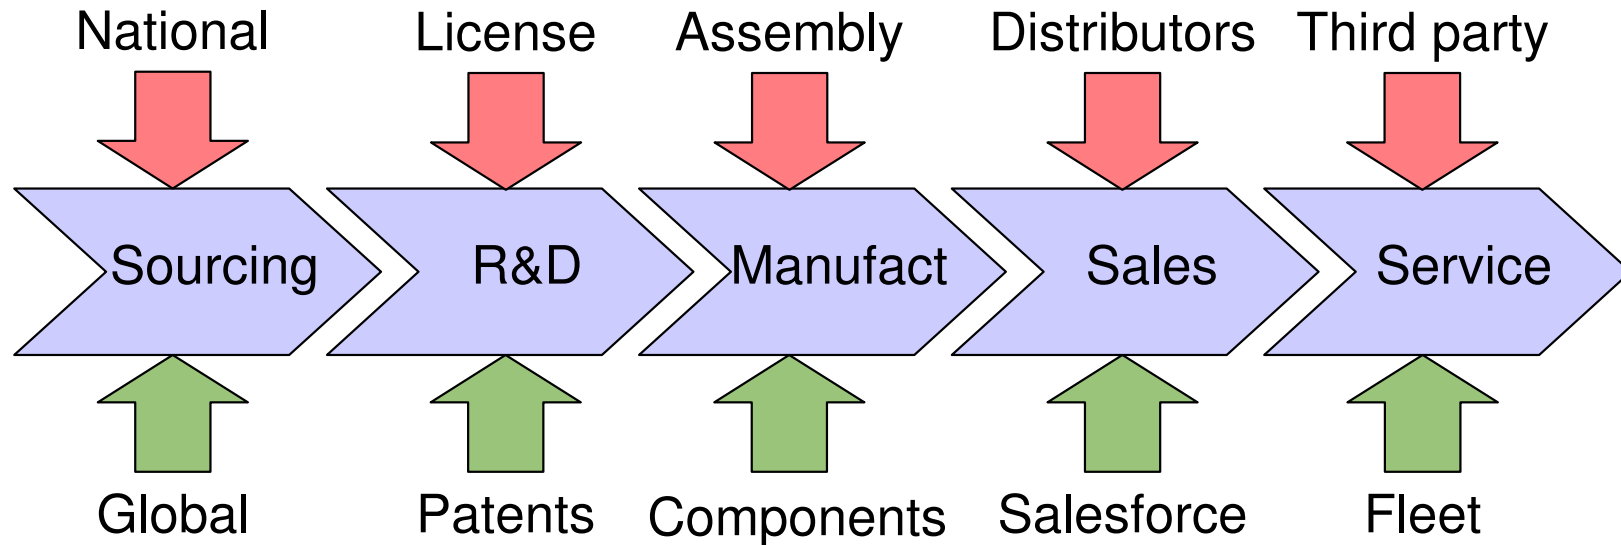 National License Assembly Distributors Third party
Sourcing R&D Manufact Sales Service
Global Patents Components Salesforce Fleet